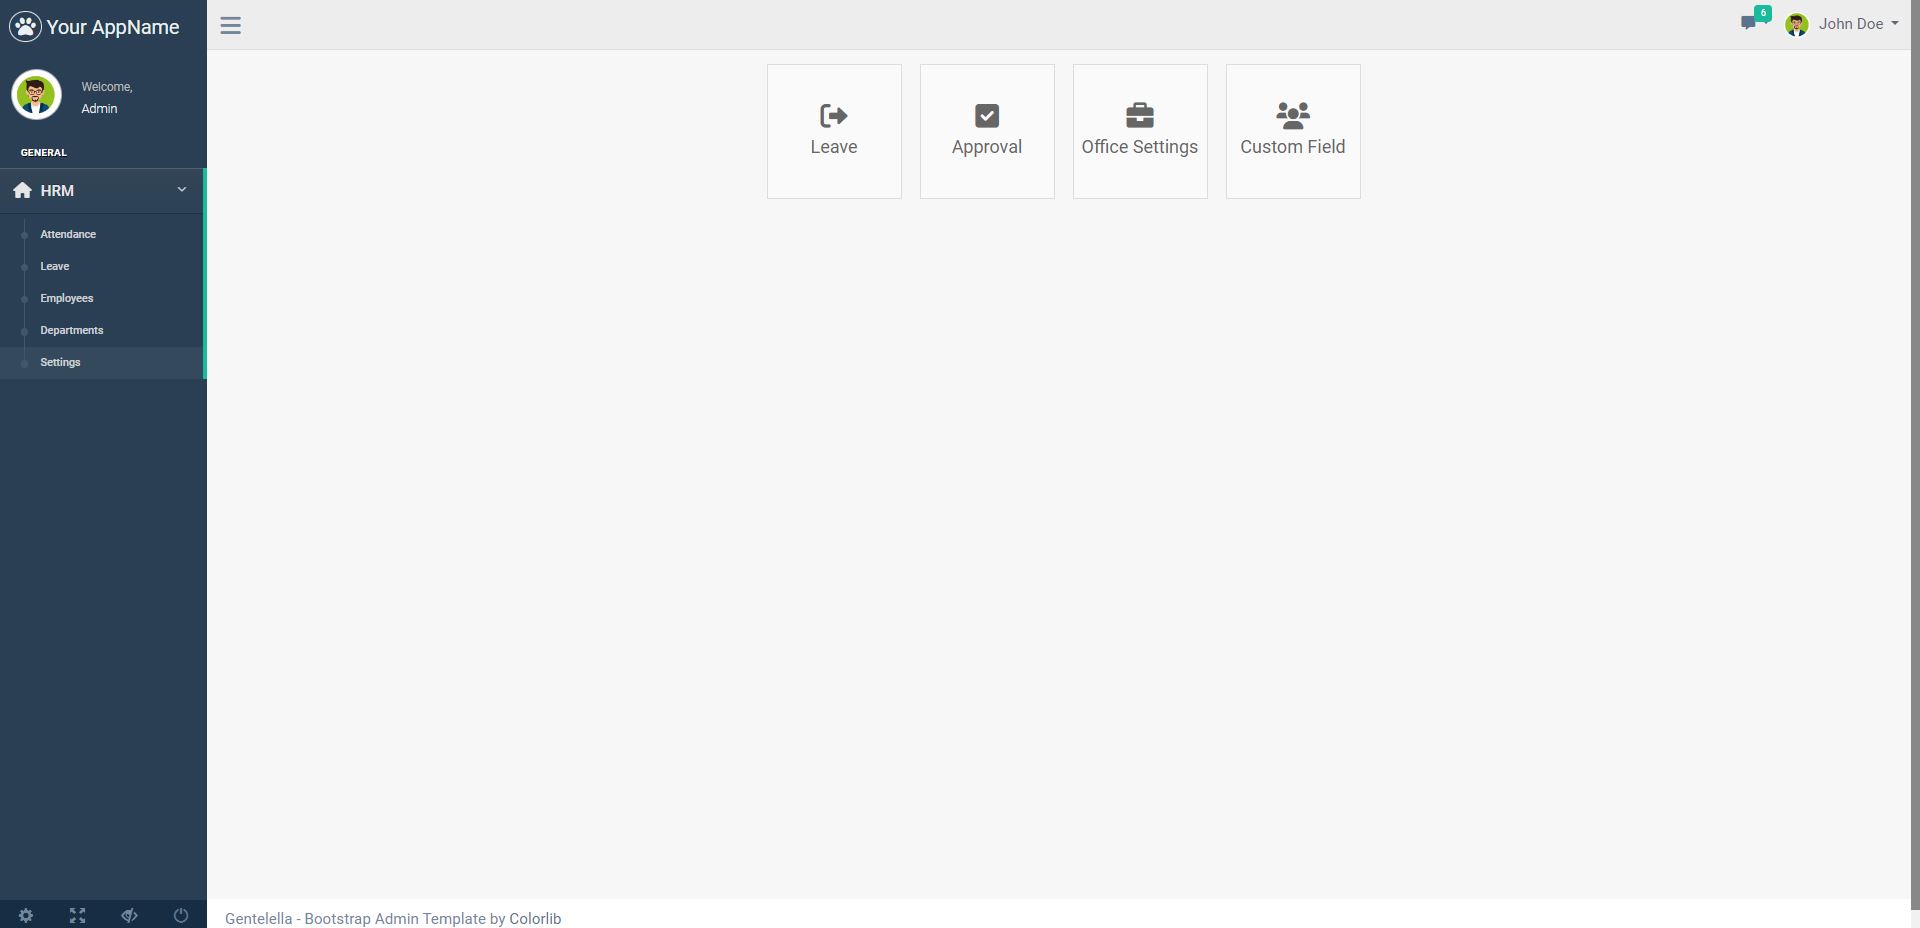 Your AppName
6
John Doe
Welcome,
Admin
GENERAL
HRM
Attendance
Leave
Employees
Departments
Settings
Leave
Approval
Office Settings
Custom Field
Gentelella - Bootstrap Admin Template by Colorlib